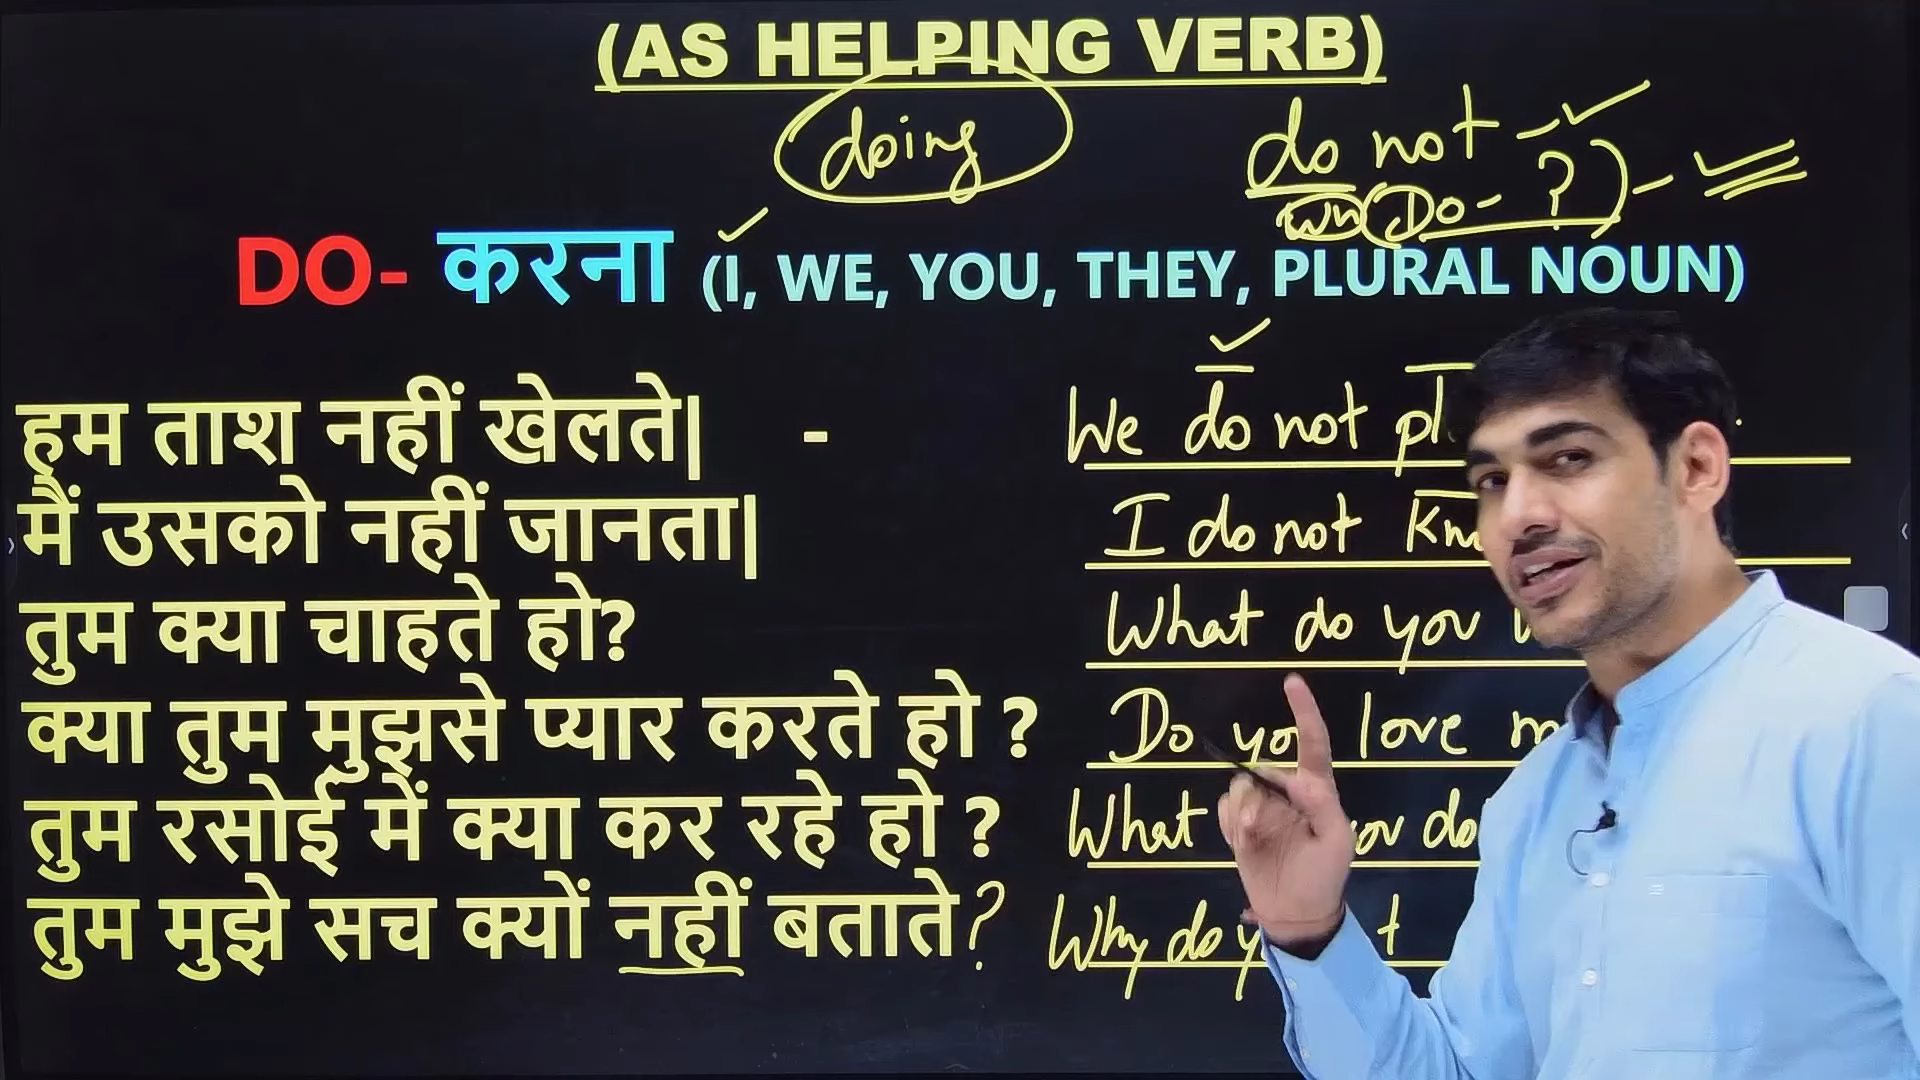 (AS HELPING VERB)
doing
do not - ✓
Wh (Do - ?) - ✓
DO- करना (I, WE, YOU, THEY, PLURAL NOUN)
हम ताश नहीं खेलते| - We do not
मैं उसको नहीं जानता| I do not
तुम क्या चाहते हो? What do you
क्या तुम मुझसे प्यार करते हो ? Do you love
तुम रसोई में क्या कर रहे हो ? What
तुम मुझे सच क्यों नहीं बताते? Why do